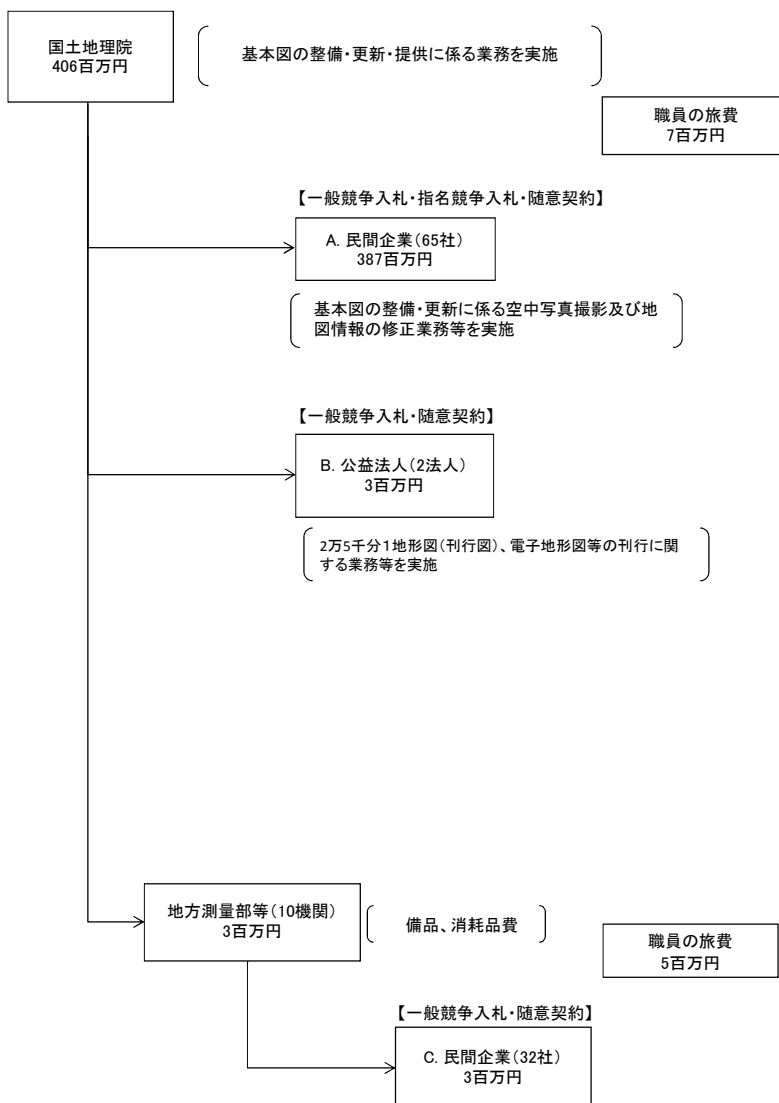 国土地理院
406百万円
基本図の整備・更新・提供に係る業務を実施
職員の旅費
7百万円
【一般競争入札・指名競争入札・随意契約】
A. 民間企業(65社)
387百万円
基本図の整備・更新に係る空中写真撮影及び地
図情報の修正業務等を実施
【一般競争入札・随意契約】
B. 公益法人(2法人)
3百万円
2万5千分1地形図(刊行図)、電子地形図等の刊行に関
する業務等を実施
地方測量部等(10機関)
3百万円
備品、消耗品費
職員の旅費
5百万円
【一般競争入札・随意契約】
C. 民間企業(32社)
3百万円